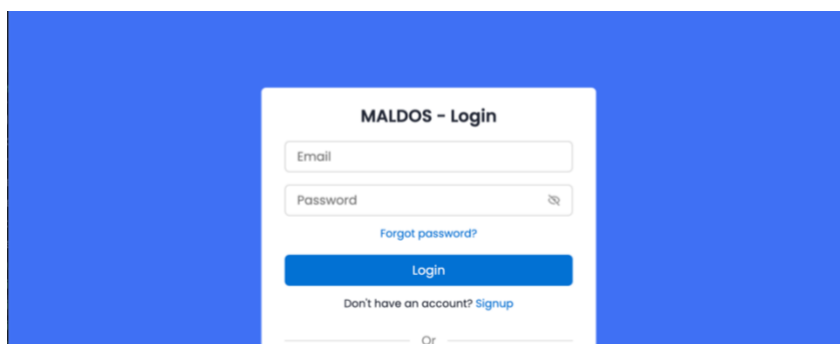 MALDOS - Login
Email
Password
Forgot password?
Login
Don't have an account? Signup
Or